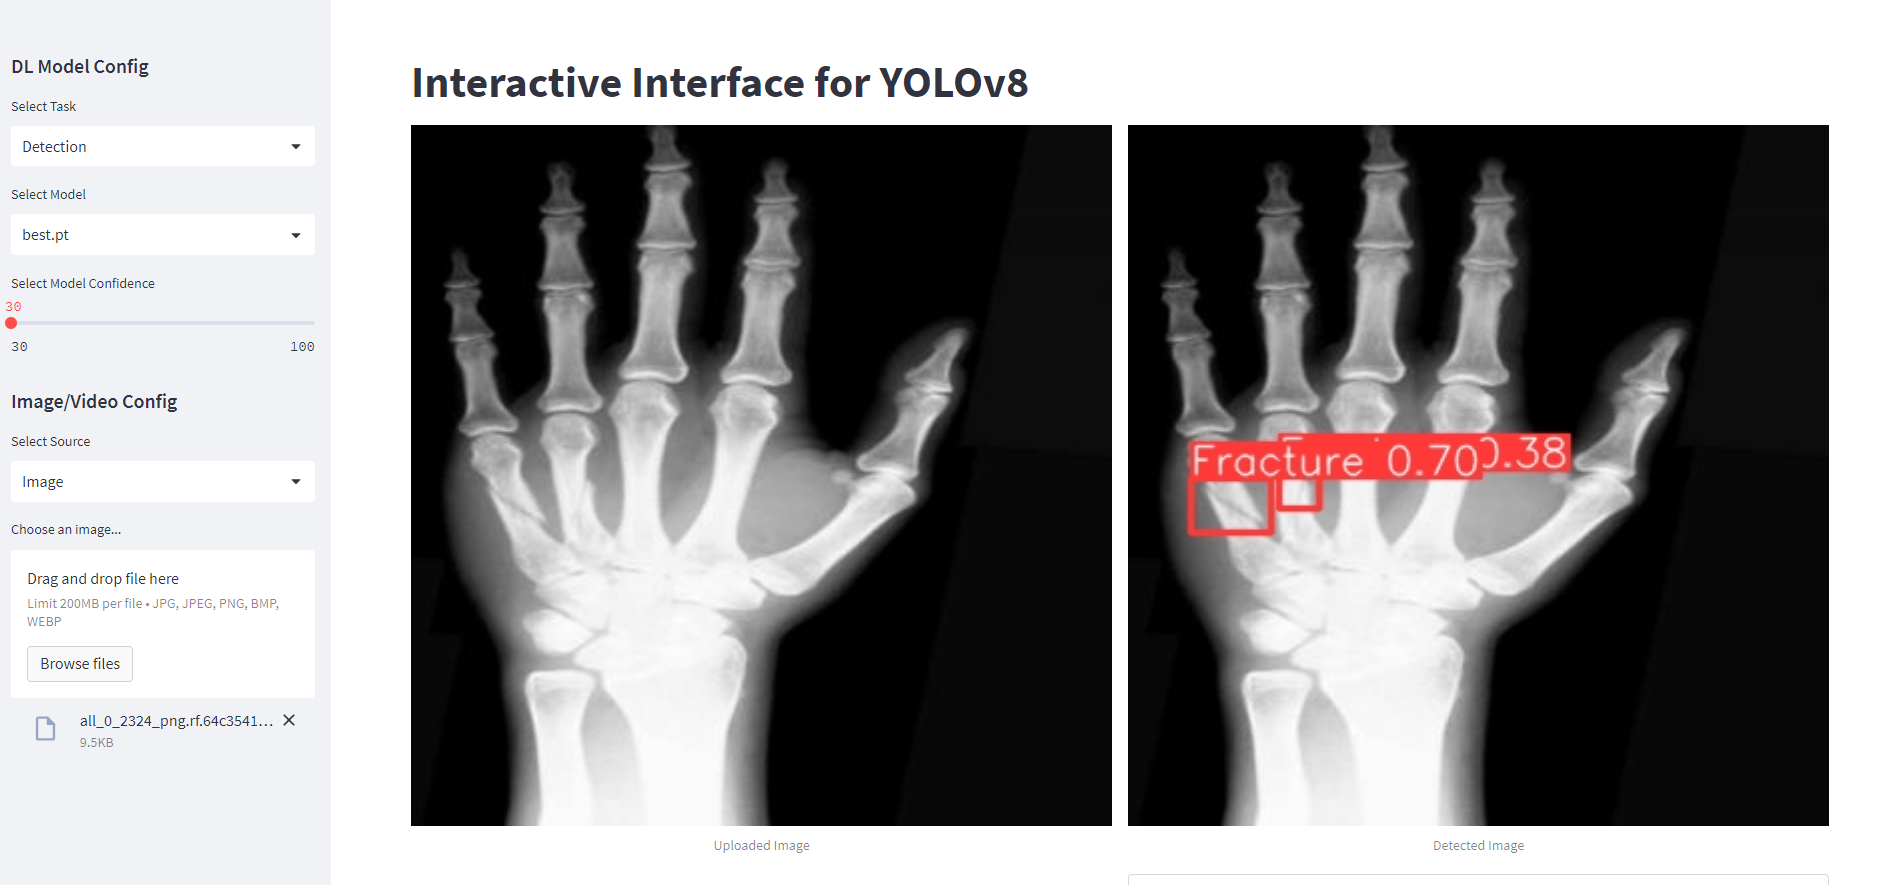 DL Model Config
Select Task
Detection
Select Model
best.pt
Select Model Confidence
30
30
100
Image/Video Config
Select Source
Image
Choose an image...
Drag and drop file here
Limit 200MB per file • JPG, JPEG, PNG, BMP,
WEBP
Browse files
all_0_2324_png.rf.64c3541...
9.5KB
Interactive Interface for YOLOv8
Fracture 0.70
0.38
Uploaded Image
Detected Image